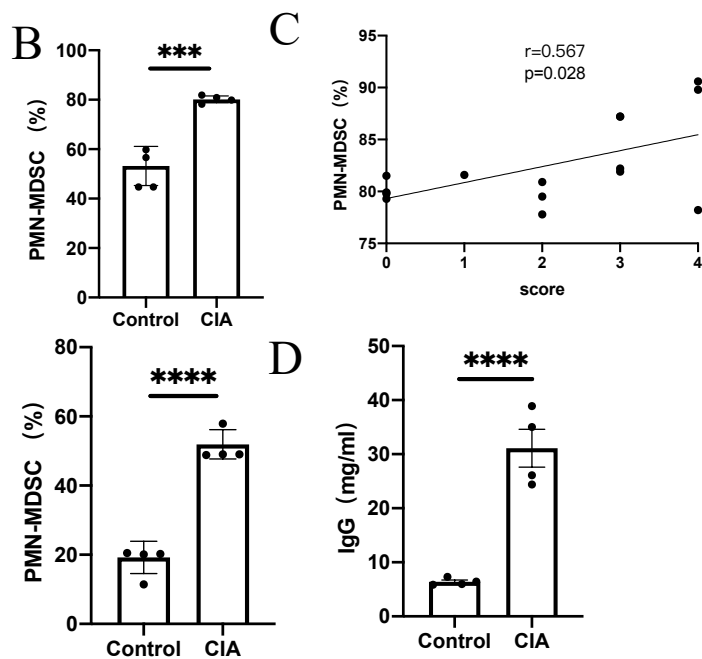 B
PMN-MDSC (%)
100
80
60
40
20
0
***
Control
CIA
C
PMN-MDSC (%)
95
90
85
80
75
r=0.567
p=0.028
0
1
2
3
4
score
PMN-MDSC (%)
80
60
40
20
0
****
Control
CIA
D
IgG (mg/ml)
50
40
30
20
10
0
****
Control
CIA